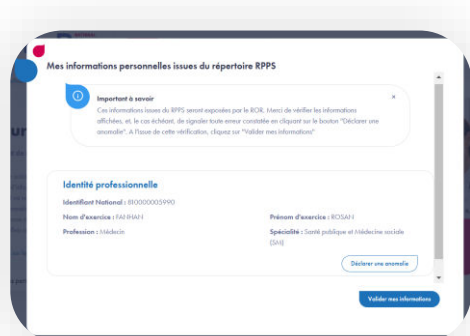 Mes informations personnelles issues du répertoire RPPS
Important à savoir
Ces informations issues du RPPS seront exposées par le ROR. Merci de vérifier les informations
affichées, et, le cas échéant, de signaler toute erreur constatée en cliquant sur le bouton "Déclarer une
anomalie". A l'issue de cette vérification, cliquez sur "Valider mes informations"
Identité professionnelle
Identifiant National : 810000005990
Nom d'exercice : FANHAN
Prénom d'exercice : ROSAN
Profession : Médecin
Spécialité : Santé publique et Médecine sociale
(SM)
Déclarer une anomalie
Valider mes informations